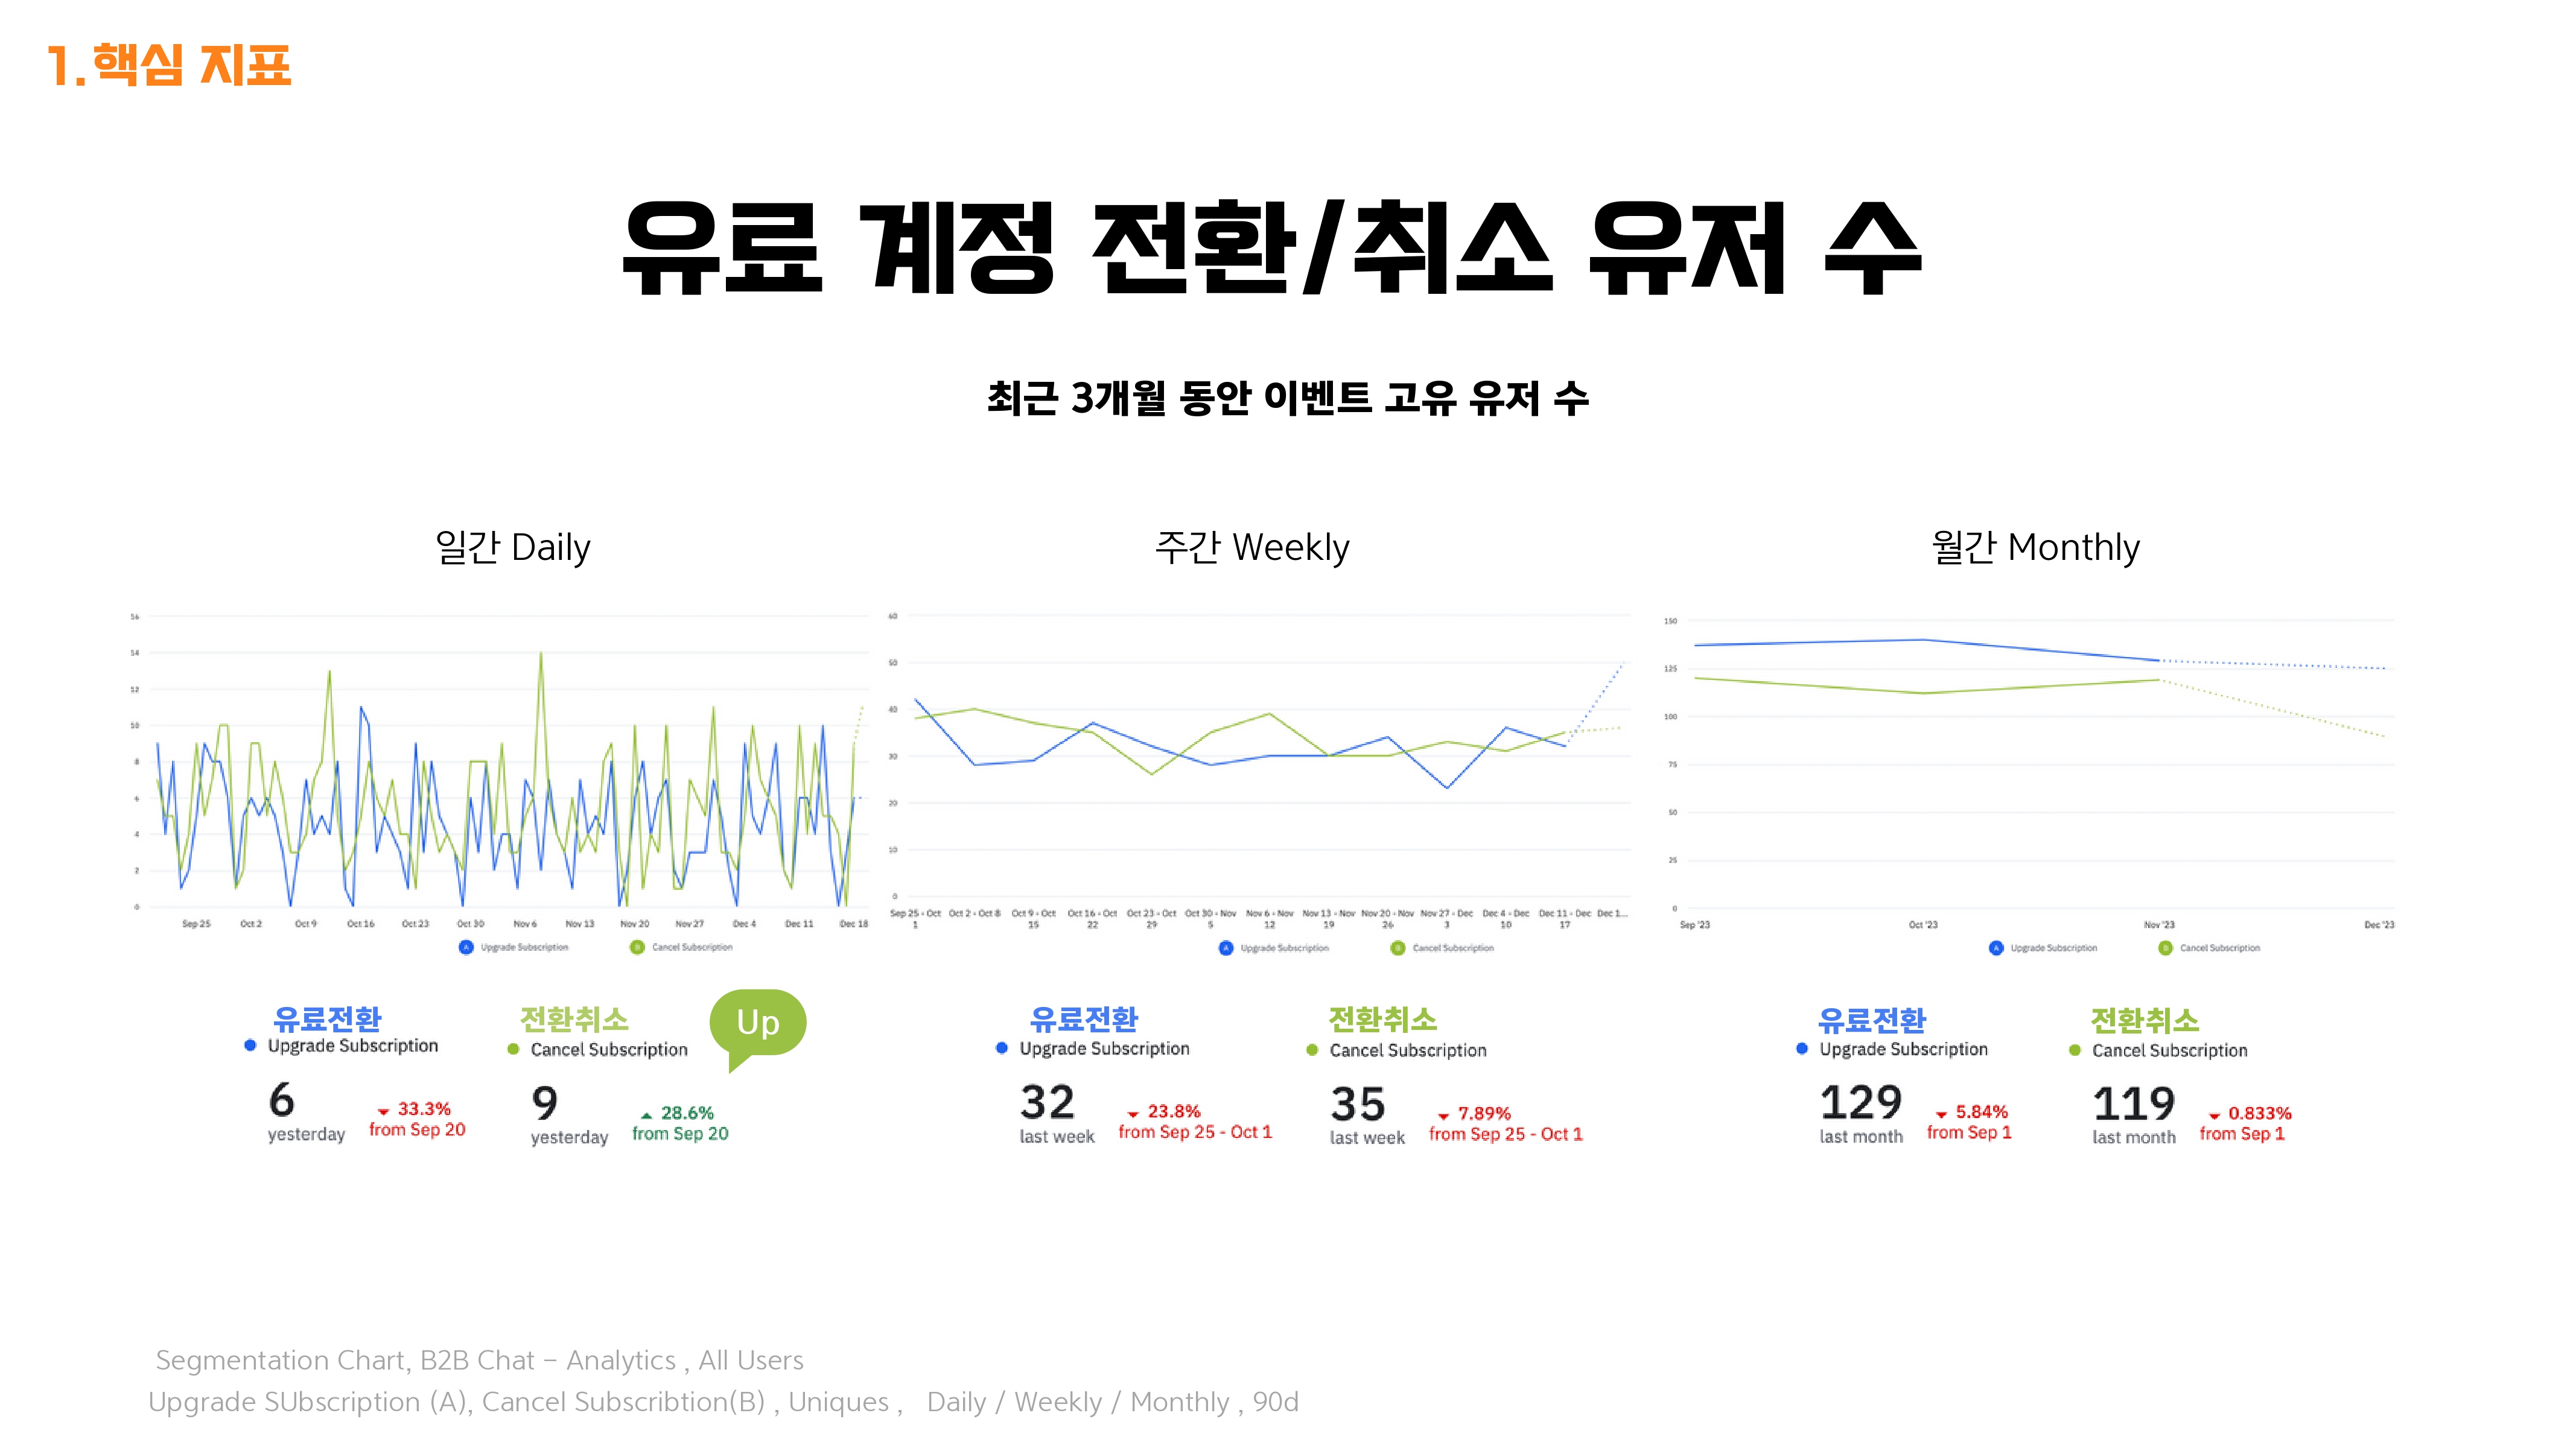 1. 핵심 지표
유료 계정 전환/취소 유저 수
최근 3개월 동안 이벤트 고유 유저 수
일간 Daily
16
14
12
10
8
6
4
2
0
Sep 25 Oct 2 Oct 9 Oct 16 Oct 23 Oct 30 Nov 6 Nov 13 Nov 20 Nov 27 Dec 4 Dec 11 Dec 18
A Upgrade Subscription B Cancel Subscription
유료전환 전환취소 Up
Upgrade Subscription Cancel Subscription
6 33.3% 9 28.6%
yesterday from Sep 20 yesterday from Sep 20
주간 Weekly
60
50
40
30
20
10
0
Sep 25 - Oct Oct 2 - Oct 8 Oct 9 - Oct Oct 16 - Oct Oct 23 - Oct Oct 30 - Nov Nov 6 - Nov Nov 13 - Nov Nov 20 - Nov Nov 27 - Dec Dec 4 - Dec Dec 11 - Dec Dec 1...
1 15 22 29 5 12 19 26 3 10 17
A Upgrade Subscription B Cancel Subscription
유료전환 전환취소
Upgrade Subscription Cancel Subscription
32 23.8% 35 7.89%
last week from Sep 25 - Oct 1 last week from Sep 25 - Oct 1
월간 Monthly
150
125
100
75
50
25
0
Sep '23 Oct '23 Nov '23 Dec '23
A Upgrade Subscription B Cancel Subscription
유료전환 전환취소
Upgrade Subscription Cancel Subscription
129 5.84% 119 0.833%
last month from Sep 1 last month from Sep 1
Segmentation Chart, B2B Chat – Analytics , All Users
Upgrade SUbscription (A), Cancel Subscribtion(B) , Uniques , Daily / Weekly / Monthly , 90d